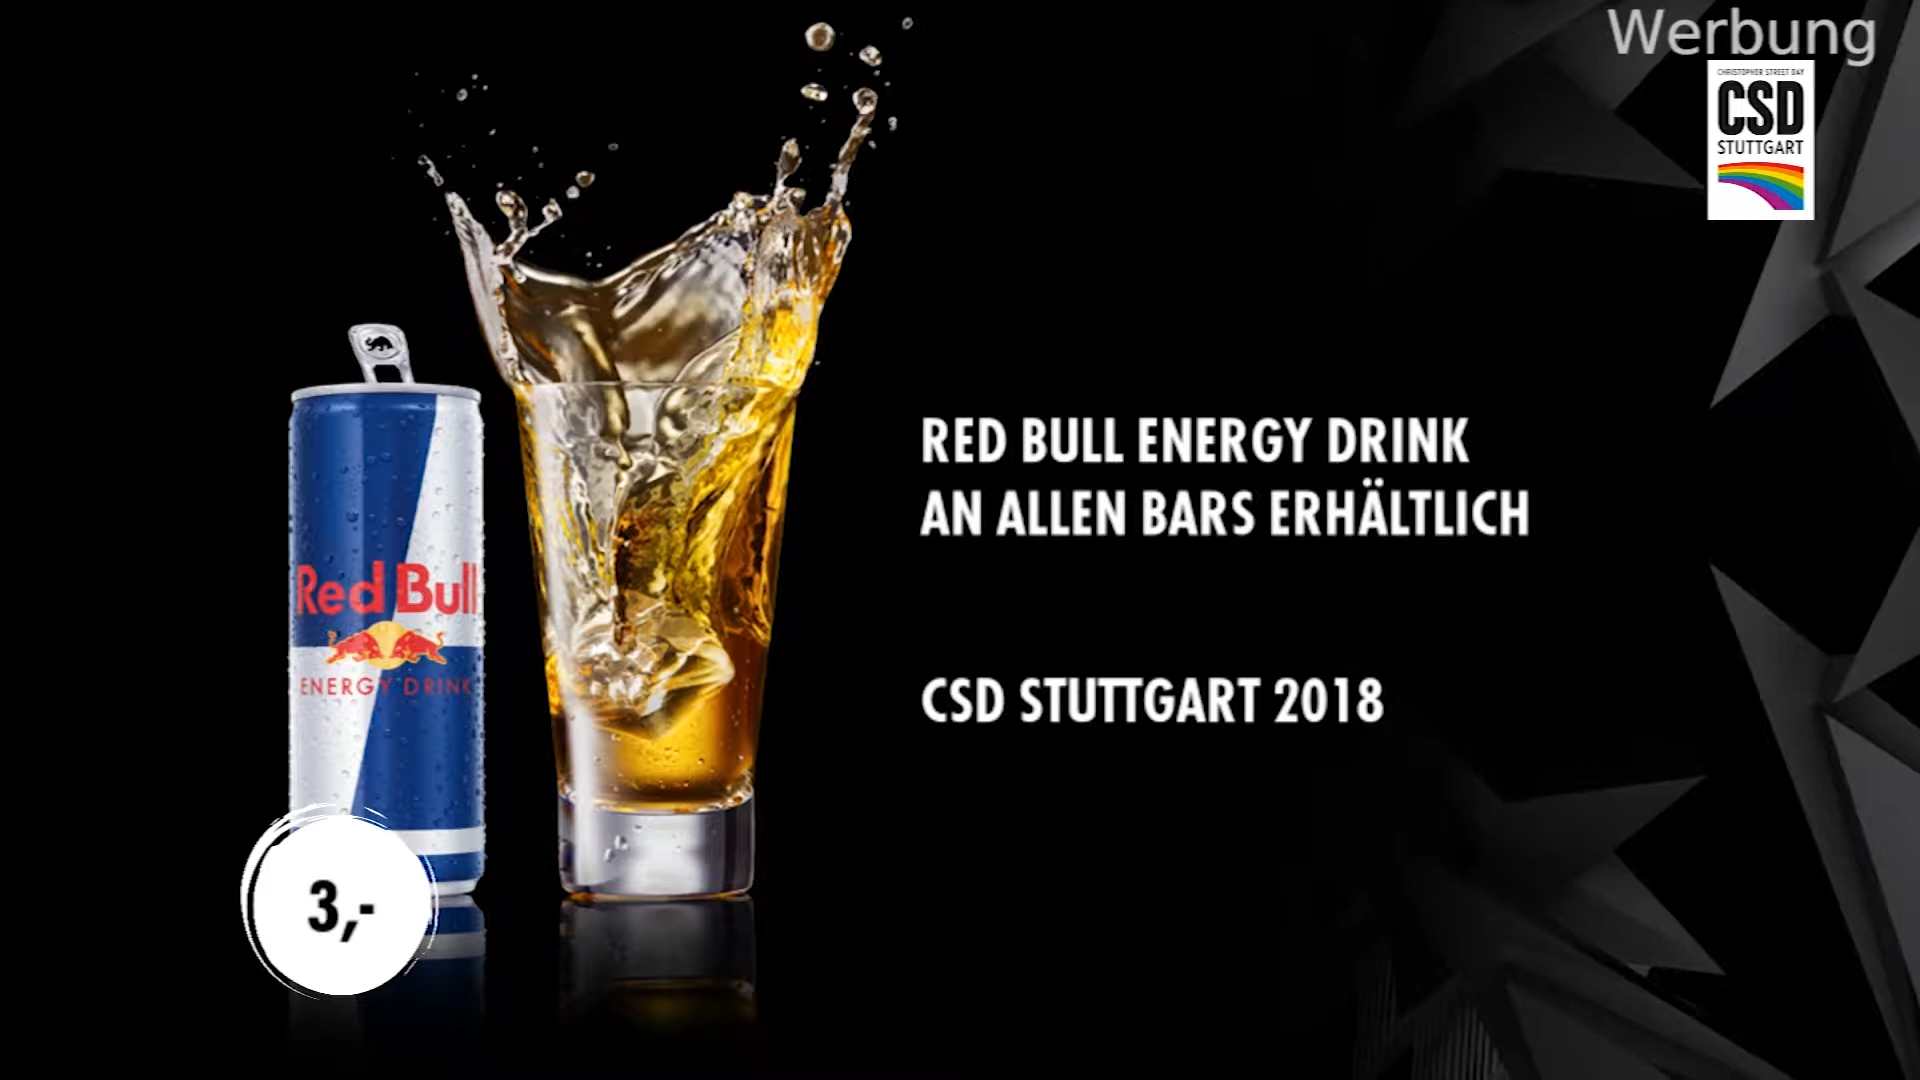 Werbung
CHRISTOPHER STREET DAY
CSD
STUTTGART
RED BULL ENERGY DRINK
AN ALLEN BARS ERHÄLTLICH
Red Bull
ENERGY DRINK
CSD STUTTGART 2018
3,-